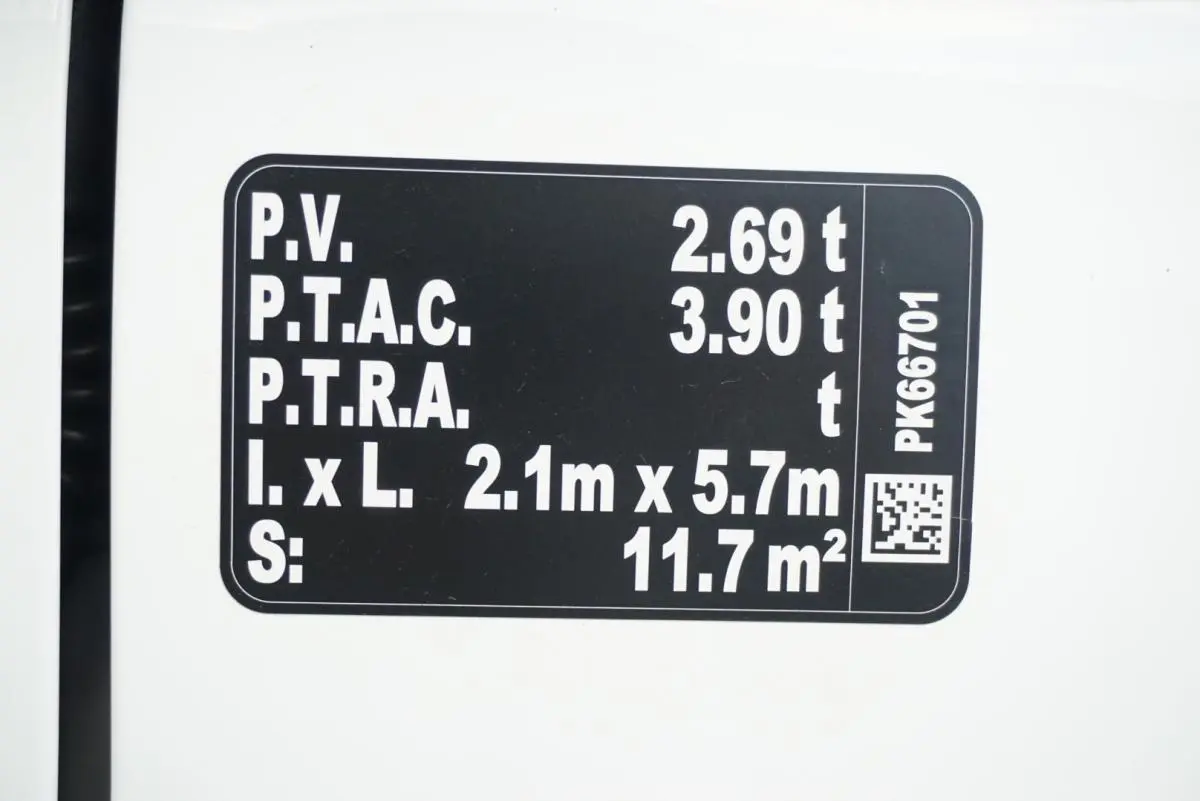 P.V. 2.69 t
P.T.A.C. 3.90 t
P.T.R.A. t
l. x L. 2.1m x 5.7m
S: 11.7 m²
PK66701